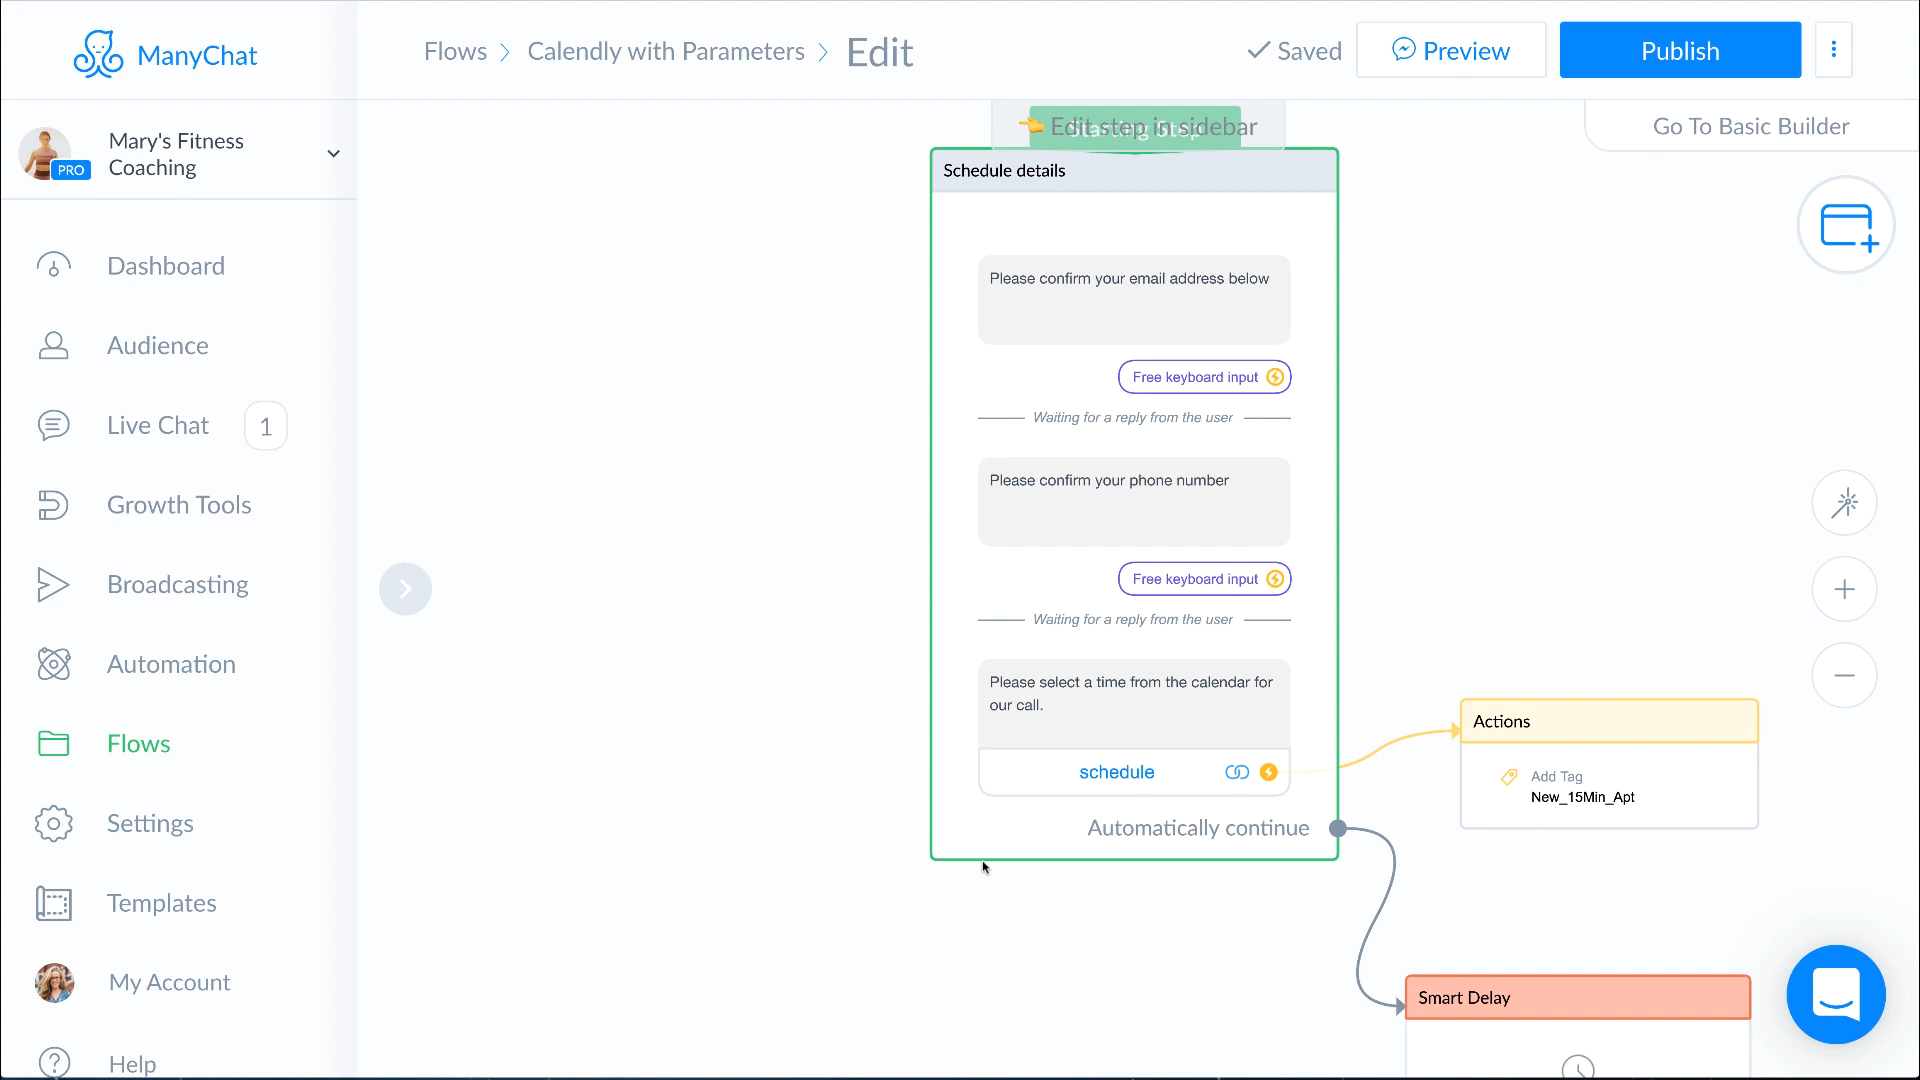 ManyChat
Flows > Calendly with Parameters > Edit
Saved
Preview
Publish
Mary's Fitness
Coaching
PRO
Dashboard
Audience
Live Chat
1
Growth Tools
Broadcasting
Automation
Flows
Settings
Templates
My Account
Help
Starting Step
Edit step in sidebar
Go To Basic Builder
Schedule details
Please confirm your email address below
Free keyboard input
Waiting for a reply from the user
Please confirm your phone number
Free keyboard input
Waiting for a reply from the user
Please select a time from the calendar for
our call.
schedule
Automatically continue
Actions
Add Tag
New_15Min_Apt
Smart Delay